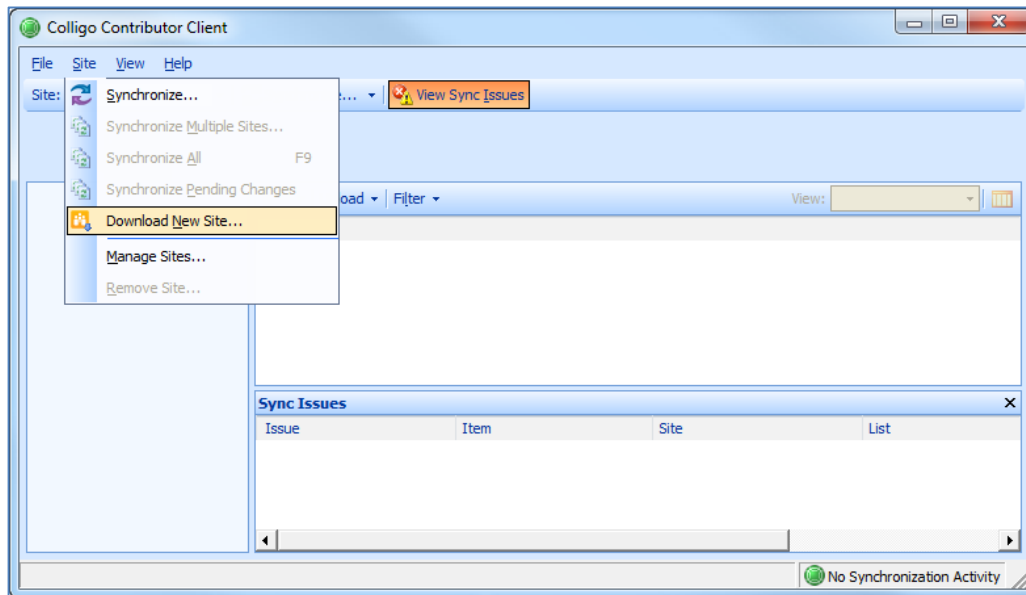 Colligo Contributor Client
File Site View Help
Site: ... View Sync Issues
Synchronize...
Synchronize Multiple Sites...
Synchronize All F9
Synchronize Pending Changes
Filter View:
Download New Site...
Manage Sites...
Remove Site...
Sync Issues
Issue Item Site List
No Synchronization Activity